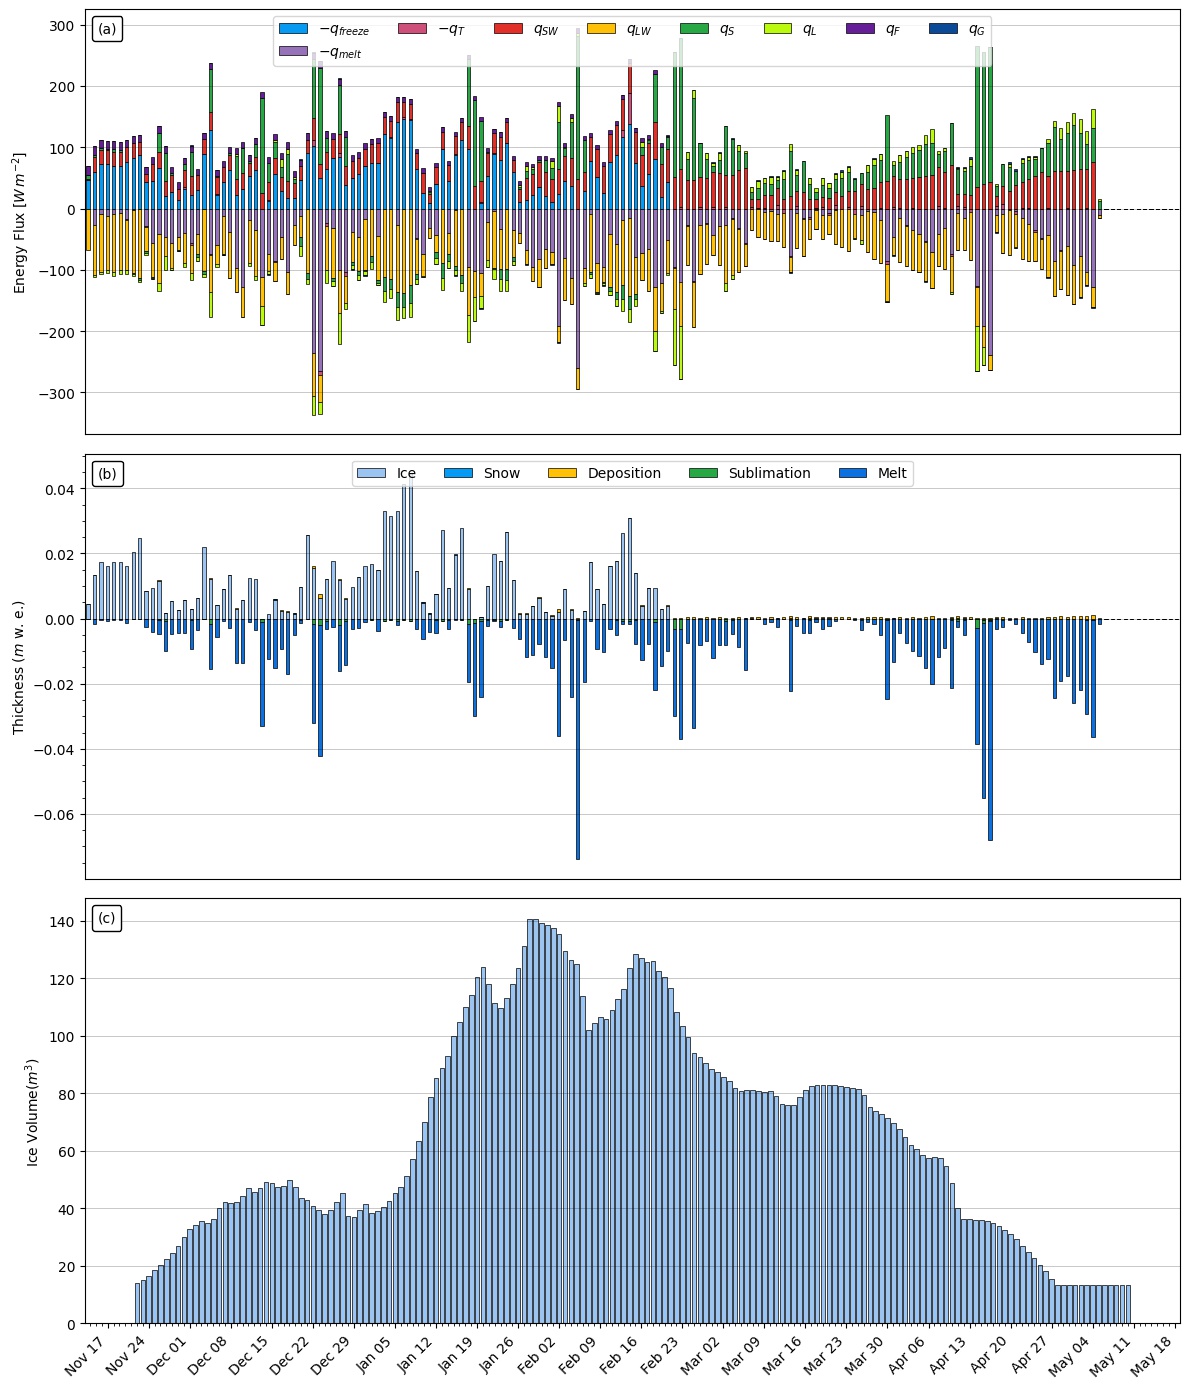 (a)
−q_freeze −q_T q_SW q_LW q_S q_L q_F q_G
−q_melt
300
200
100
0
−100
−200
−300
Energy Flux [W m⁻²]
(b)
Ice Snow Deposition Sublimation Melt
0.04
0.02
0.00
−0.02
−0.04
−0.06
Thickness (m w. e.)
(c)
140
120
100
80
60
40
20
0
Ice Volume(m³)
Nov 17 Nov 24 Dec 01 Dec 08 Dec 15 Dec 22 Dec 29 Jan 05 Jan 12 Jan 19 Jan 26 Feb 02 Feb 09 Feb 16 Feb 23 Mar 02 Mar 09 Mar 16 Mar 23 Mar 30 Apr 06 Apr 13 Apr 20 Apr 27 May 04 May 11 May 18